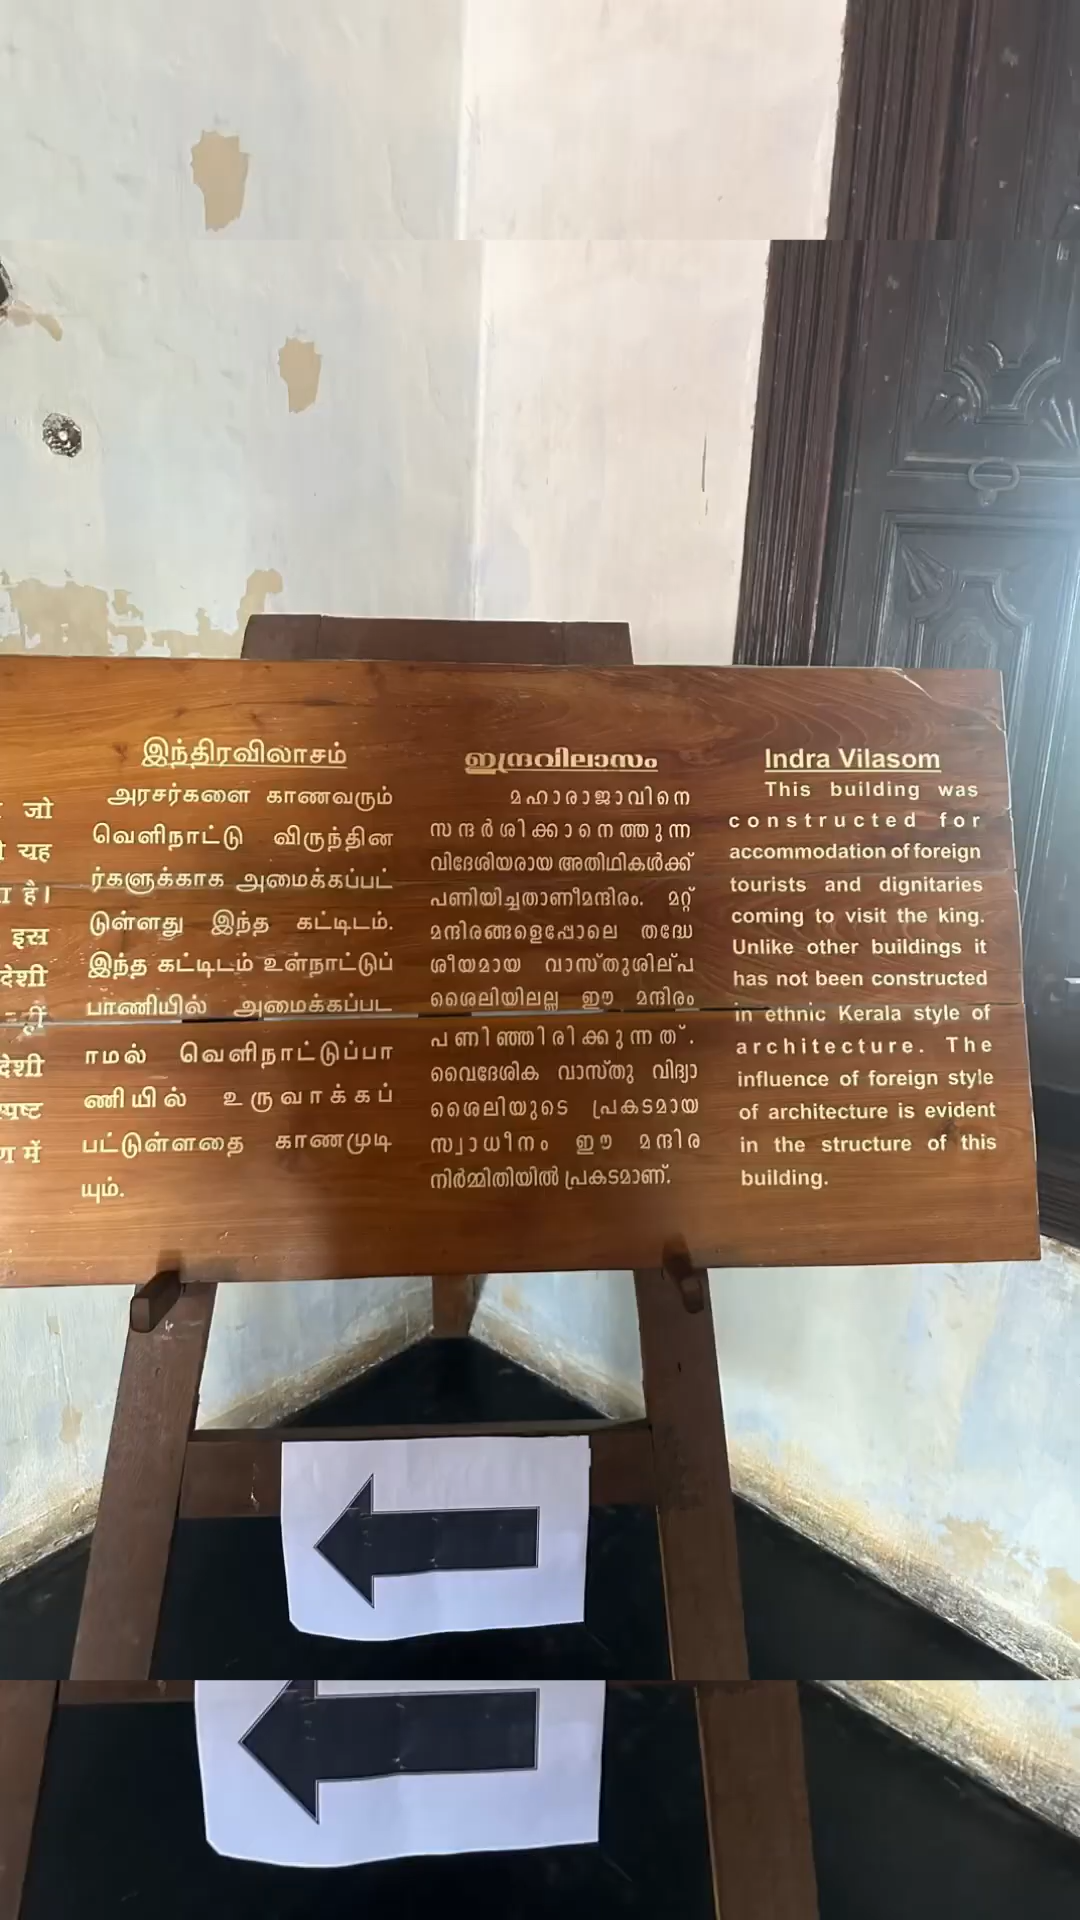 जो
यह
है।
इस
देशी
देशी
में
இந்திரவிலாசம்
அரசர்களை காணவரும்
வெளிநாட்டு விருந்தின
ர்களுக்காக அமைக்கப்பட்
டுள்ளது இந்த கட்டிடம்.
இந்த கட்டிடம் உள்நாட்டுப்
பாணியில் அமைக்கப்பட
ாமல் வெளிநாட்டுப்பா
ணியில் உருவாக்கப்
பட்டுள்ளதை காணமுடி
யும்.
ഇന്ദ്രവിലാസം
മഹാരാജാവിനെ
സന്ദർശിക്കാനെത്തുന്ന
വിദേശിയരായ അതിഥികൾക്ക്
പണിയിച്ചതാണീമന്ദിരം. മറ്റ്
മന്ദിരങ്ങളെപ്പോലെ തദ്ദേ
ശീയമായ വാസ്തുശില്പ
ശൈലിയിലല്ല ഈ മന്ദിരം
പണിഞ്ഞിരിക്കുന്നത്.
വൈദേശിക വാസ്തു വിദ്യാ
ശൈലിയുടെ പ്രകടമായ
സ്വാധീനം ഈ മന്ദിര
നിർമ്മിതിയിൽ പ്രകടമാണ്.
Indra Vilasom
This building was
constructed for
accommodation of foreign
tourists and dignitaries
coming to visit the king.
Unlike other buildings it
has not been constructed
in ethnic Kerala style of
architecture. The
influence of foreign style
of architecture is evident
in the structure of this
building.